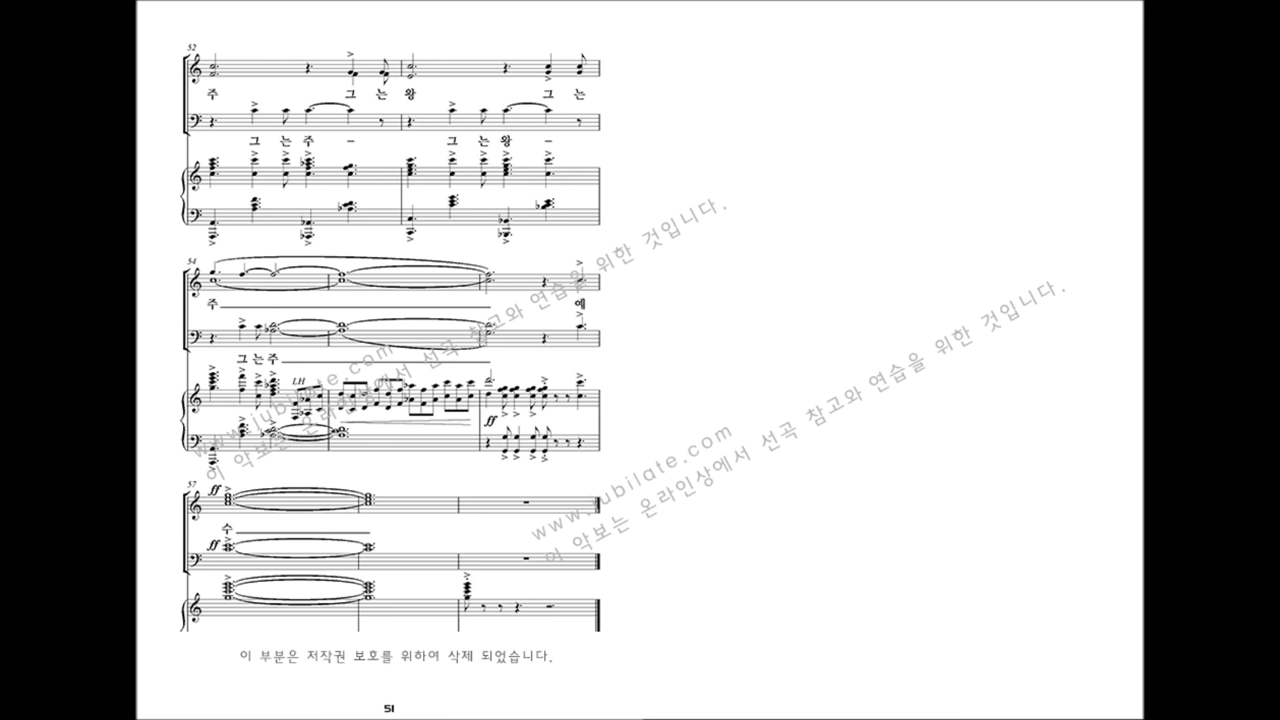 52
주 그 는 왕 그 는
그 는 주 - 그 는 왕 -
54
주 예
그 는 주
LH
ff
57
ff
수
ff
www.jubilate.com
이 악보는 온라인상에서 선곡 참고와 연습을 위한 것입니다.
www.jubilate.com
이 악보는 온라인상에서 선곡 참고와 연습을 위한 것입니다.
이 부분은 저작권 보호를 위하여 삭제 되었습니다.
51